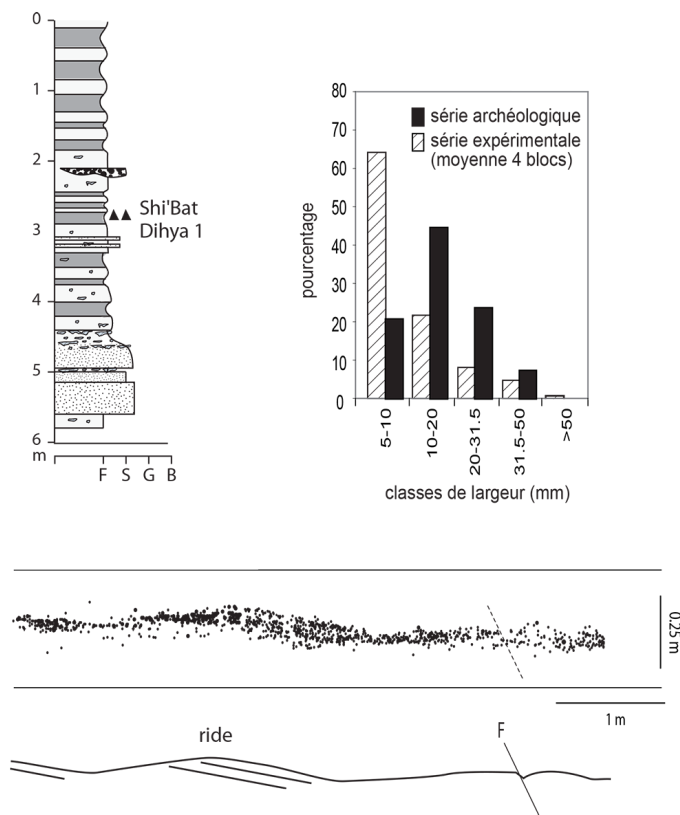 0
1
2
3
4
5
6
m
Shi'Bat
Dihya 1
F S G B
80
70
60
50
40
30
20
10
0
pourcentage
série archéologique
série expérimentale
(moyenne 4 blocs)
5-10
10-20
20-31.5
31.5-50
>50
classes de largeur (mm)
0.25 m
1 m
ride
F